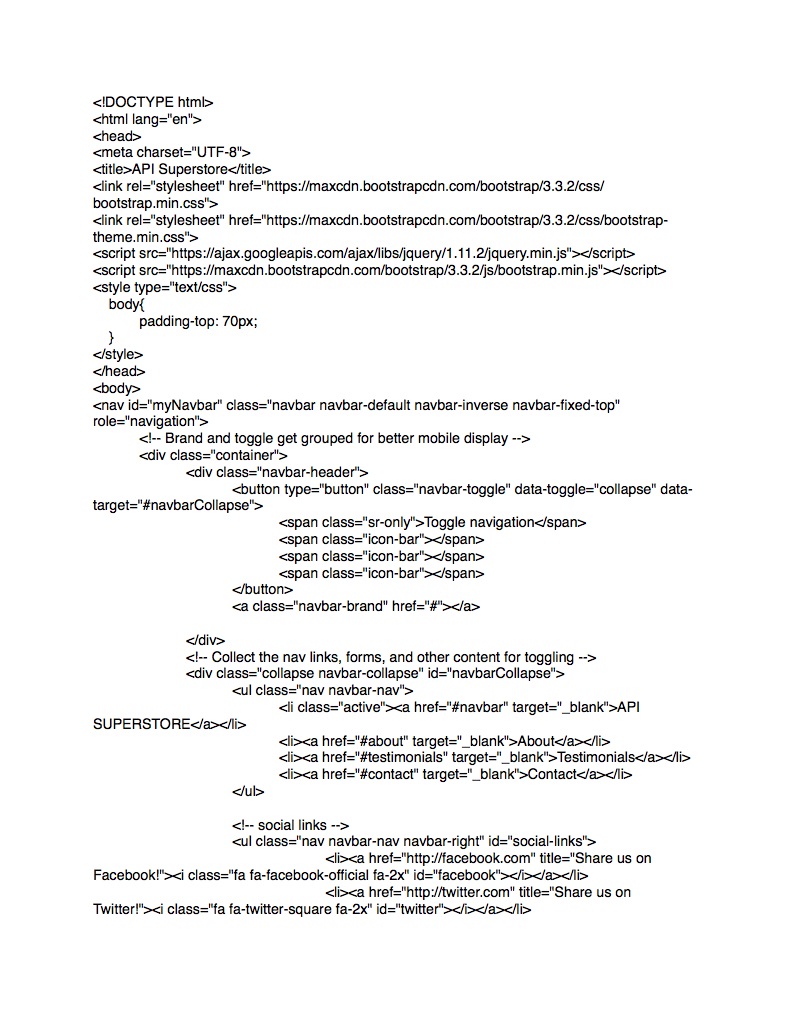 <!DOCTYPE html>
<html lang="en">
<head>
<meta charset="UTF-8">
<title>API Superstore</title>
<link rel="stylesheet" href="https://maxcdn.bootstrapcdn.com/bootstrap/3.3.2/css/
bootstrap.min.css">
<link rel="stylesheet" href="https://maxcdn.bootstrapcdn.com/bootstrap/3.3.2/css/bootstrap-
theme.min.css">
<script src="https://ajax.googleapis.com/ajax/libs/jquery/1.11.2/jquery.min.js"></script>
<script src="https://maxcdn.bootstrapcdn.com/bootstrap/3.3.2/js/bootstrap.min.js"></script>
<style type="text/css">
body{
padding-top: 70px;
}
</style>
</head>
<body>
<nav id="myNavbar" class="navbar navbar-default navbar-inverse navbar-fixed-top"
role="navigation">
<!-- Brand and toggle get grouped for better mobile display -->
<div class="container">
<div class="navbar-header">
<button type="button" class="navbar-toggle" data-toggle="collapse" data-
target="#navbarCollapse">
<span class="sr-only">Toggle navigation</span>
<span class="icon-bar"></span>
<span class="icon-bar"></span>
<span class="icon-bar"></span>
</button>
<a class="navbar-brand" href="#"></a>
</div>
<!-- Collect the nav links, forms, and other content for toggling -->
<div class="collapse navbar-collapse" id="navbarCollapse">
<ul class="nav navbar-nav">
<li class="active"><a href="#navbar" target="_blank">API
SUPERSTORE</a></li>
<li><a href="#about" target="_blank">About</a></li>
<li><a href="#testimonials" target="_blank">Testimonials</a></li>
<li><a href="#contact" target="_blank">Contact</a></li>
</ul>
<!-- social links -->
<ul class="nav navbar-nav navbar-right" id="social-links">
<li><a href="http://facebook.com" title="Share us on
Facebook!"><i class="fa fa-facebook-official fa-2x" id="facebook"></i></a></li>
<li><a href="http://twitter.com" title="Share us on
Twitter!"><i class="fa fa-twitter-square fa-2x" id="twitter"></i></a></li>